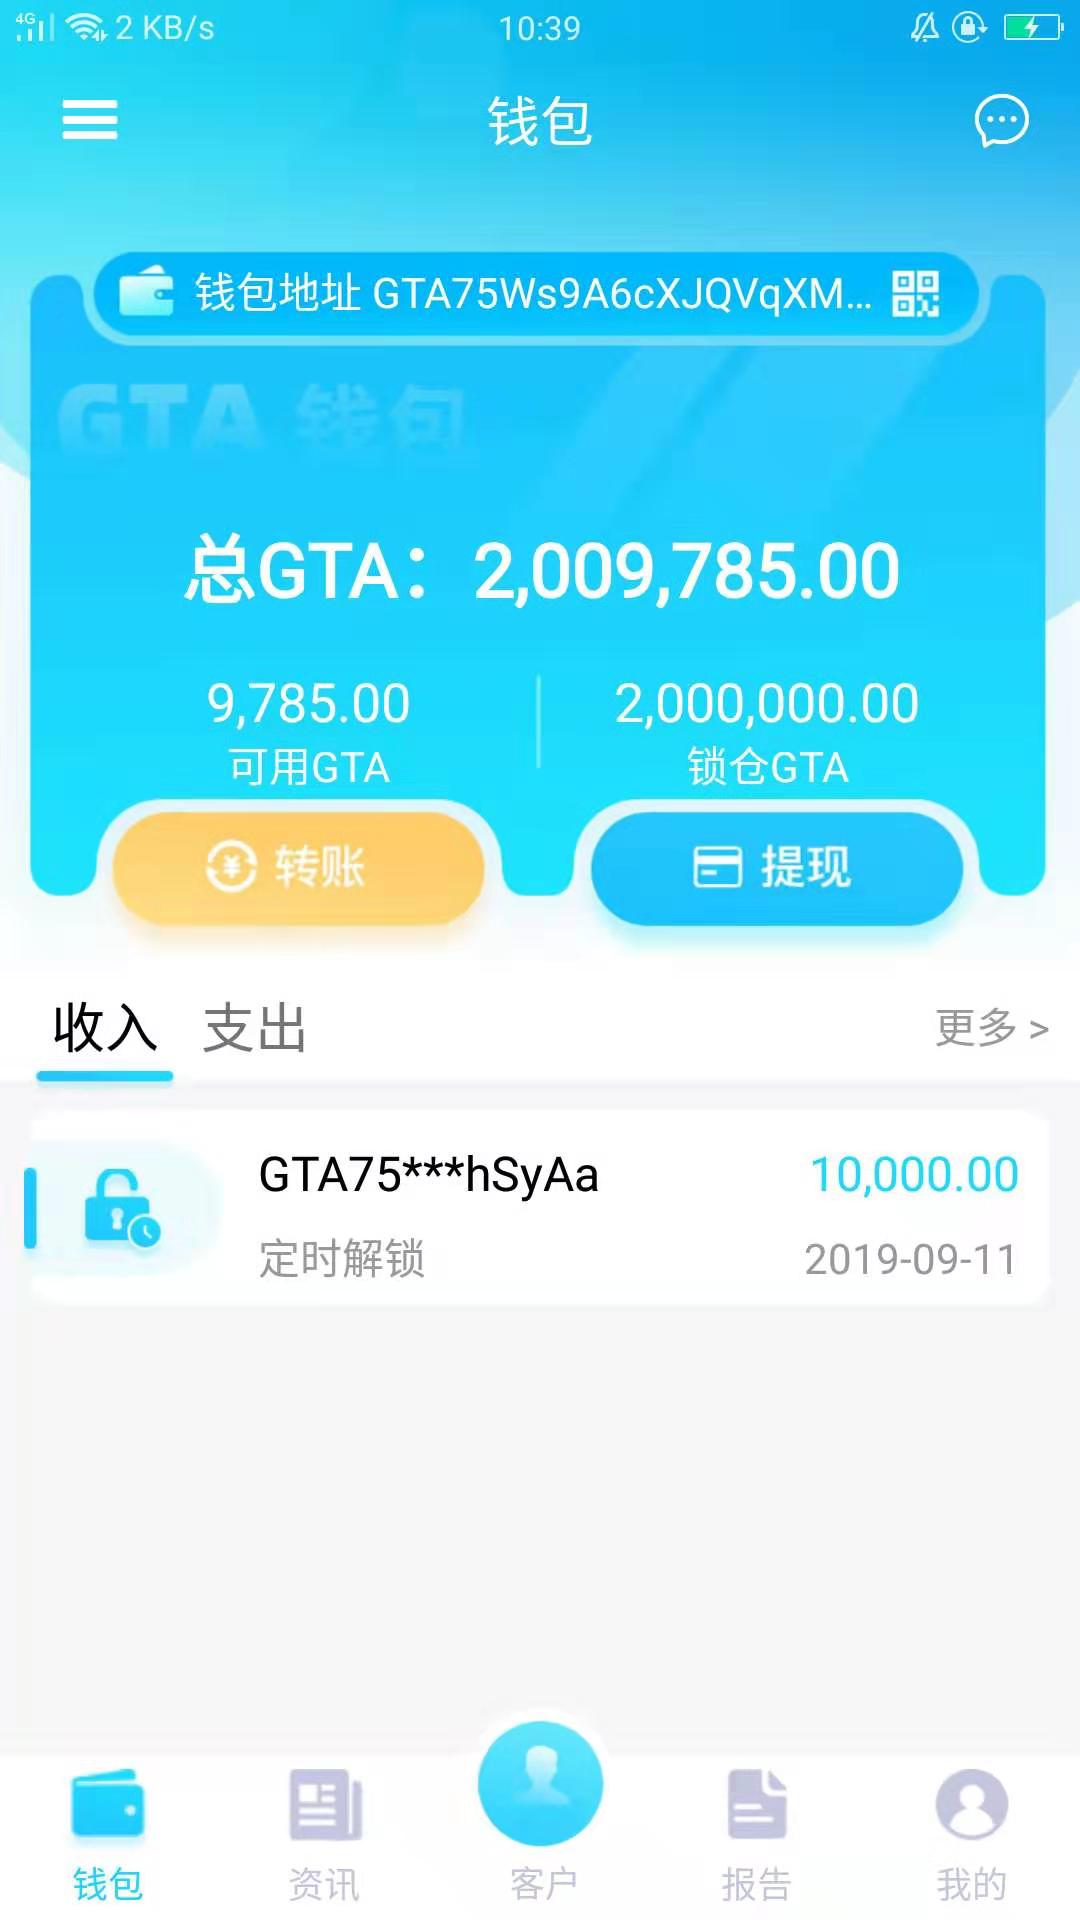 4G 2 KB/s 10:39
钱包
钱包地址 GTA75Ws9A6cXJQVqXM...
GTA 钱包
总GTA：2,009,785.00
9,785.00 2,000,000.00
可用GTA 锁仓GTA
转账 提现
收入 支出 更多 >
GTA75***hSyAa 10,000.00
定时解锁 2019-09-11
钱包 资讯 客户 报告 我的